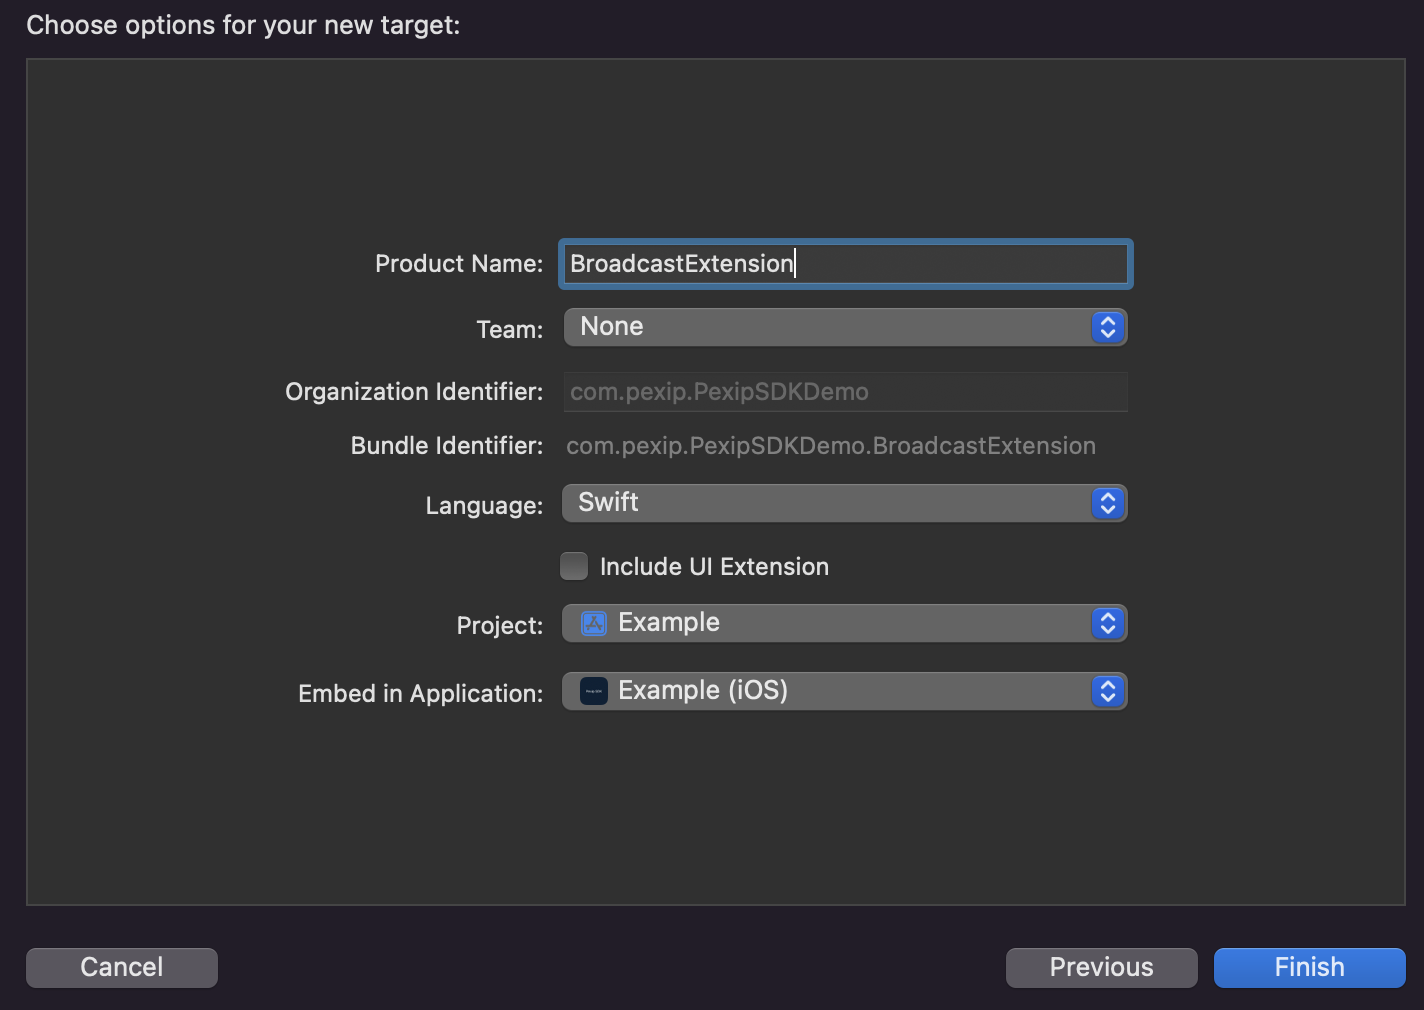 Choose options for your new target:
Product Name: BroadcastExtension
Team: None
Organization Identifier: com.pexip.PexipSDKDemo
Bundle Identifier: com.pexip.PexipSDKDemo.BroadcastExtension
Language: Swift
Include UI Extension
Project: Example
Embed in Application: Example (iOS)
Cancel Previous Finish